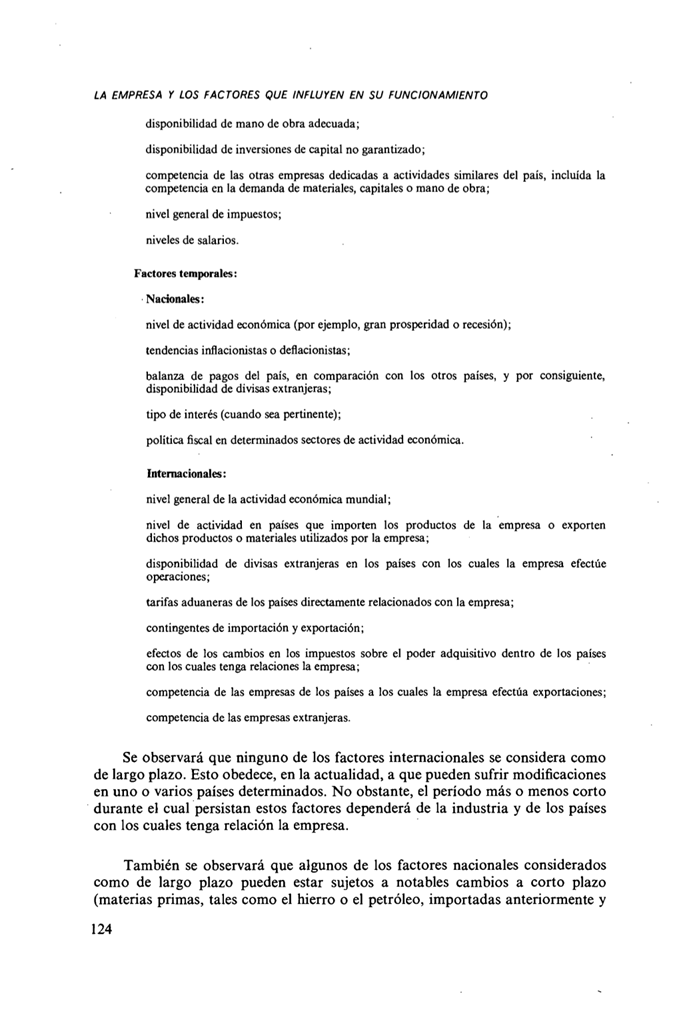 LA EMPRESA Y LOS FACTORES QUE INFLUYEN EN SU FUNCIONAMIENTO
disponibilidad de mano de obra adecuada;
disponibilidad de inversiones de capital no garantizado;
competencia de las otras empresas dedicadas a actividades similares del país, incluída la
competencia en la demanda de materiales, capitales o mano de obra;
nivel general de impuestos;
niveles de salarios.
Factores temporales:
Nacionales:
nivel de actividad económica (por ejemplo, gran prosperidad o recesión);
tendencias inflacionistas o deflacionistas;
balanza de pagos del país, en comparación con los otros países, y por consiguiente,
disponibilidad de divisas extranjeras;
tipo de interés (cuando sea pertinente);
política fiscal en determinados sectores de actividad económica.
Internacionales:
nivel general de la actividad económica mundial;
nivel de actividad en países que importen los productos de la empresa o exporten
dichos productos o materiales utilizados por la empresa;
disponibilidad de divisas extranjeras en los países con los cuales la empresa efectúe
operaciones;
tarifas aduaneras de los países directamente relacionados con la empresa;
contingentes de importación y exportación;
efectos de los cambios en los impuestos sobre el poder adquisitivo dentro de los países
con los cuales tenga relaciones la empresa;
competencia de las empresas de los países a los cuales la empresa efectúa exportaciones;
competencia de las empresas extranjeras.
Se observará que ninguno de los factores internacionales se considera como
de largo plazo. Esto obedece, en la actualidad, a que pueden sufrir modificaciones
en uno o varios países determinados. No obstante, el período más o menos corto
durante el cual persistan estos factores dependerá de la industria y de los países
con los cuales tenga relación la empresa.
También se observará que algunos de los factores nacionales considerados
como de largo plazo pueden estar sujetos a notables cambios a corto plazo
(materias primas, tales como el hierro o el petróleo, importadas anteriormente y
124